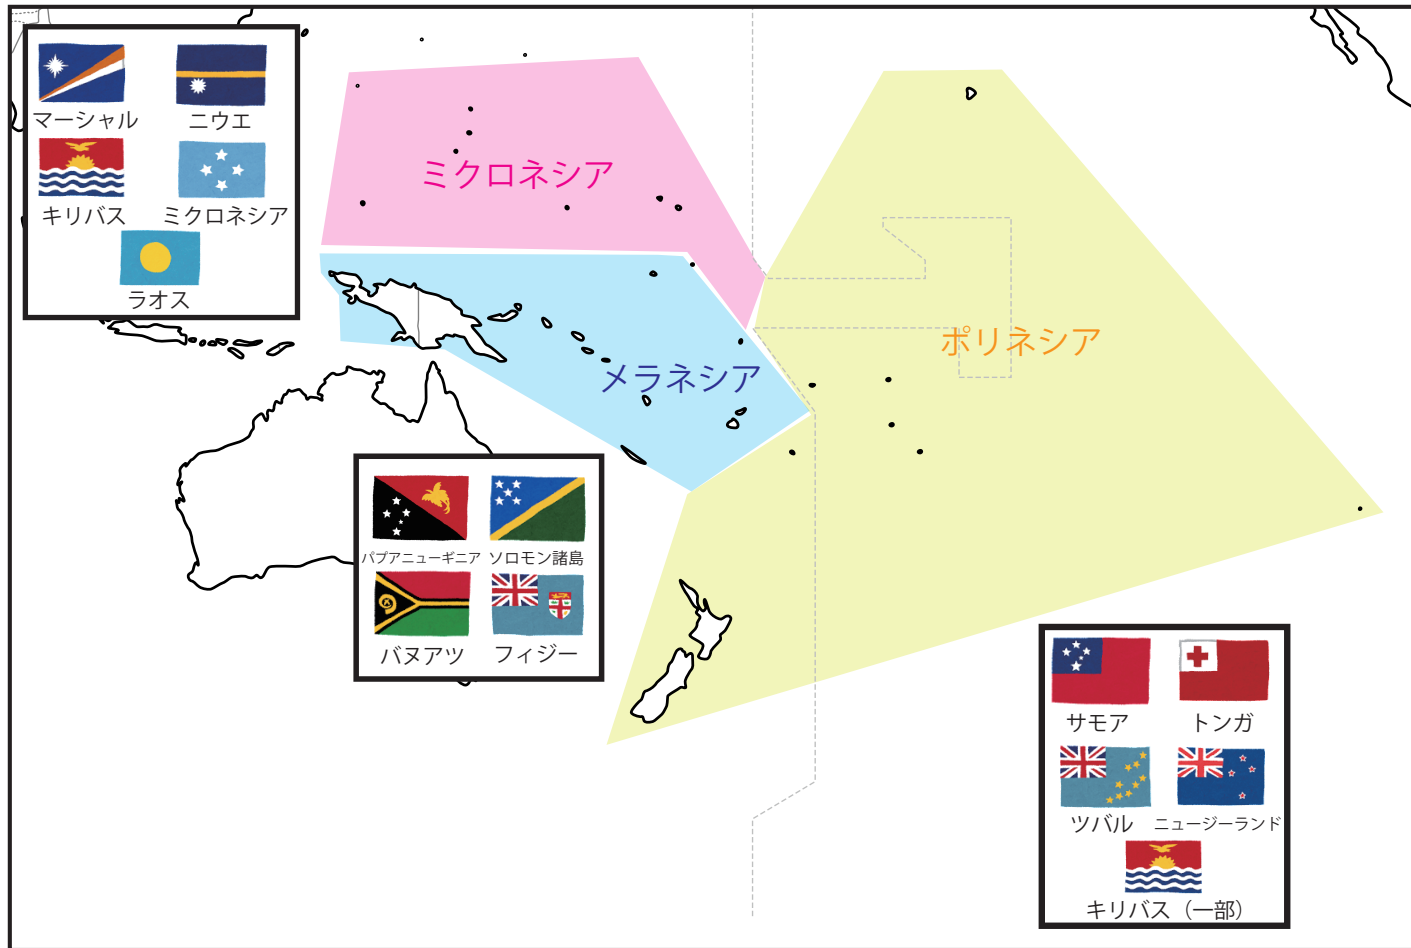 マーシャル
ニウエ
キリバス
ミクロネシア
ラオス
ミクロネシア
メラネシア
ポリネシア
パプアニューギニア
ソロモン諸島
バヌアツ
フィジー
サモア
トンガ
ツバル
ニュージーランド
キリバス（一部）